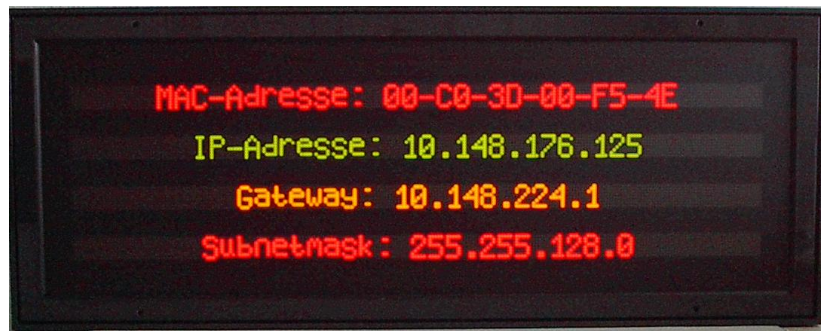 MAC-Adresse: 00-C0-3D-00-F5-4E
IP-Adresse: 10.148.176.125
Gateway: 10.148.224.1
Subnetmask: 255.255.128.0